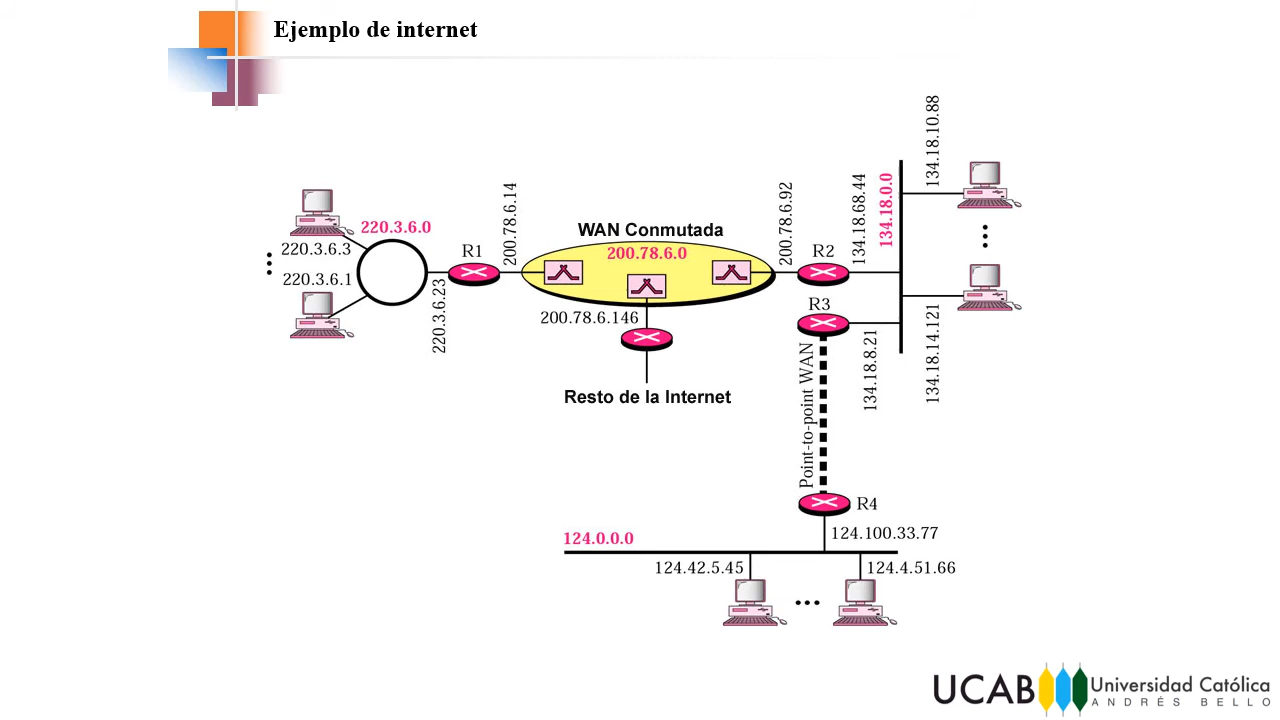 Ejemplo de internet
134.18.10.88
220.3.6.0
220.3.6.3
220.3.6.1
220.3.6.23
R1
200.78.6.14
WAN Conmutada
200.78.6.0
200.78.6.146
Resto de la Internet
200.78.6.92
R2
134.18.68.44
134.18.0.0
R3
134.18.8.21
134.18.14.121
Point-to-point WAN
R4
124.100.33.77
124.0.0.0
124.42.5.45
124.4.51.66
UCAB
Universidad Católica
ANDRÉS BELLO